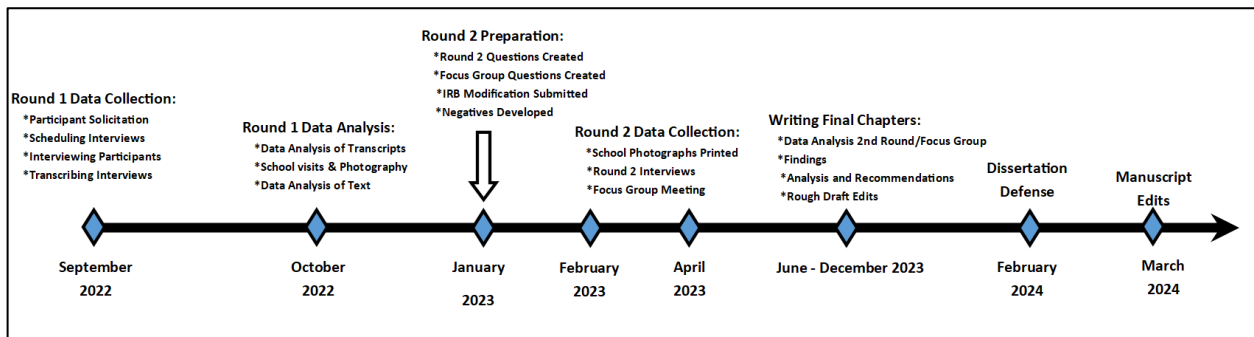 Round 1 Data Collection:
*Participant Solicitation
*Scheduling Interviews
*Interviewing Participants
*Transcribing Interviews
Round 1 Data Analysis:
*Data Analysis of Transcripts
*School visits & Photography
*Data Analysis of Text
Round 2 Preparation:
*Round 2 Questions Created
*Focus Group Questions Created
*IRB Modification Submitted
*Negatives Developed
Round 2 Data Collection:
*School Photographs Printed
*Round 2 Interviews
*Focus Group Meeting
Writing Final Chapters:
*Data Analysis 2nd Round/Focus Group
*Findings
*Analysis and Recommendations
*Rough Draft Edits
Dissertation
Defense
Manuscript
Edits
September
2022
October
2022
January
2023
February
2023
April
2023
June - December 2023
February
2024
March
2024